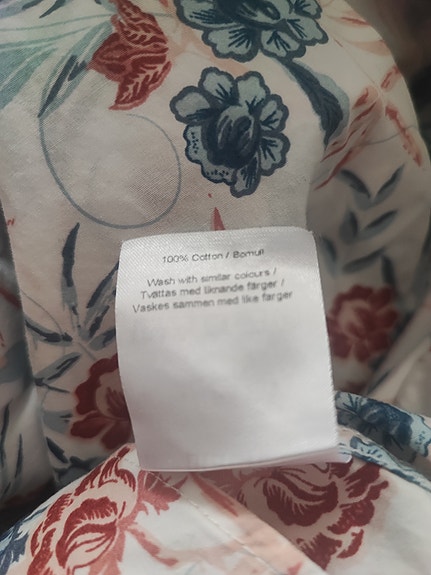 100% Cotton / Bomull
Wash with similar colours /
Tvättas med liknande färger /
Vaskes sammen med like farger